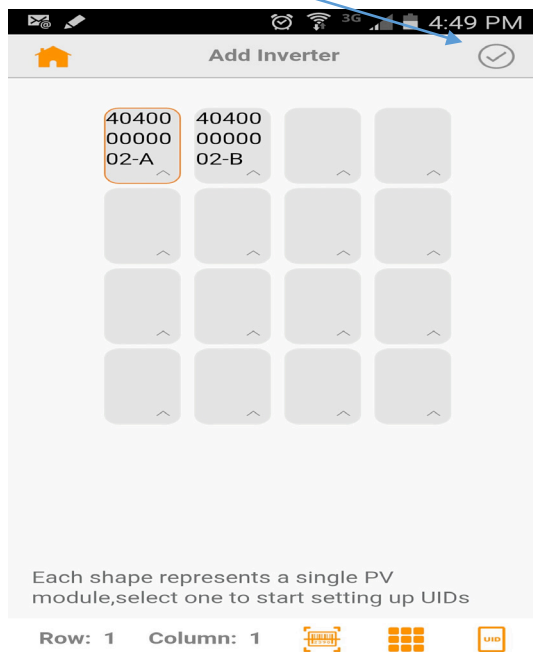 3G 4:49 PM
Add Inverter
40400 40400
00000 00000
02-A 02-B
Each shape represents a single PV
module,select one to start setting up UIDs
Row: 1 Column: 1 UID